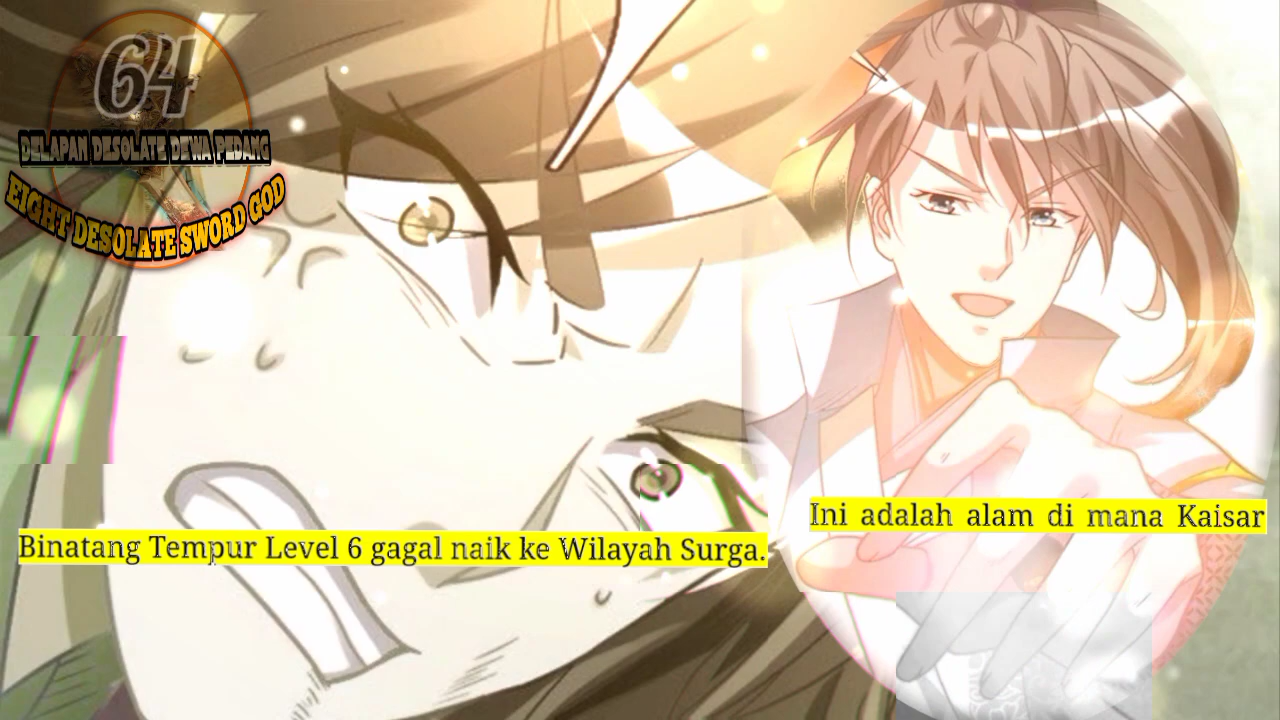 64
DELAPAN DESOLATE DEWA PEDANG
EIGHT DESOLATE SWORD GOD
Ini adalah alam di mana Kaisar
Binatang Tempur Level 6 gagal naik ke Wilayah Surga.